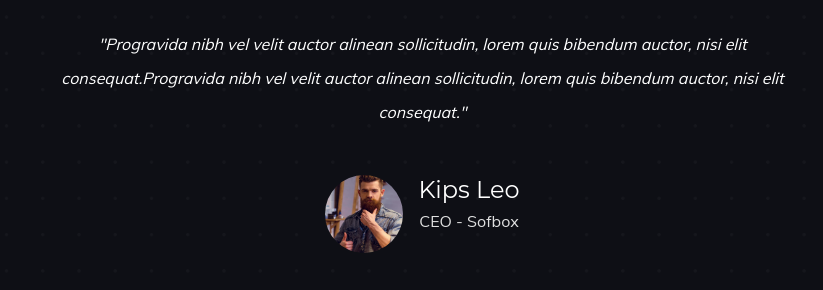 "Progravida nibh vel velit auctor alinean sollicitudin, lorem quis bibendum auctor, nisi elit
consequat.Progravida nibh vel velit auctor alinean sollicitudin, lorem quis bibendum auctor, nisi elit
consequat."
Kips Leo
CEO - Sofbox